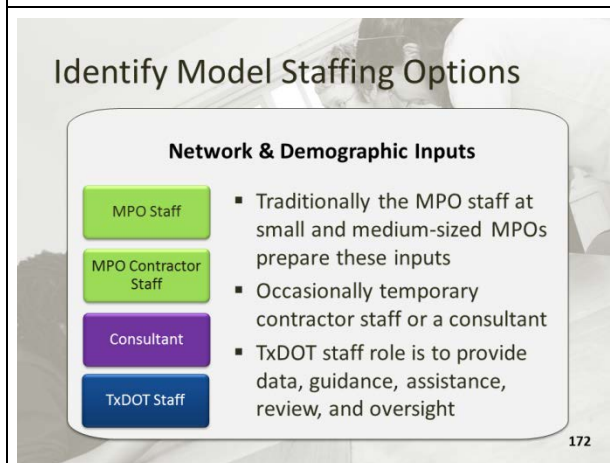 Identify Model Staffing Options
Network & Demographic Inputs
MPO Staff
MPO Contractor
Staff
Consultant
TxDOT Staff
▪ Traditionally the MPO staff at
small and medium-sized MPOs
prepare these inputs
▪ Occasionally temporary
contractor staff or a consultant
▪ TxDOT staff role is to provide
data, guidance, assistance,
review, and oversight
172